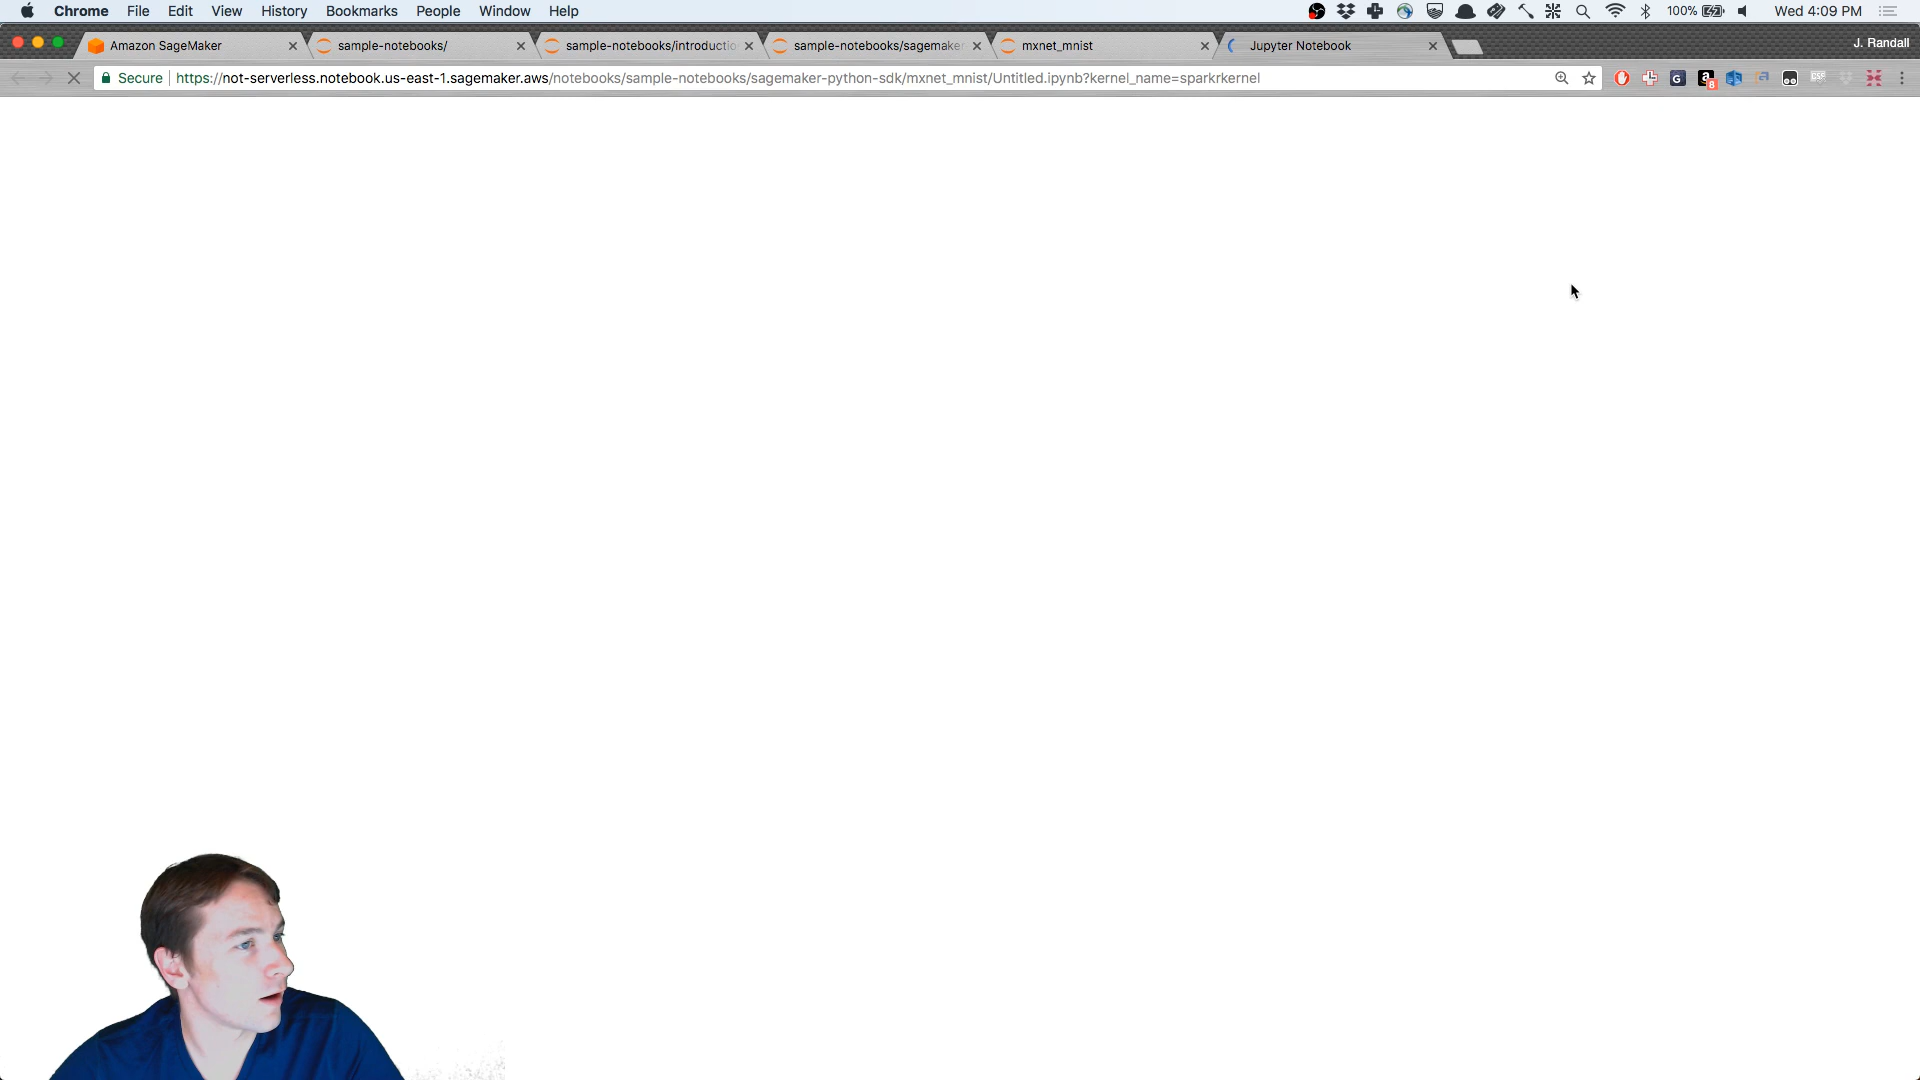 Chrome File Edit View History Bookmarks People Window Help 100% Wed 4:09 PM
Amazon SageMaker sample-notebooks/ sample-notebooks/introductio sample-notebooks/sagemaker mxnet_mnist Jupyter Notebook J. Randall
Secure https://not-serverless.notebook.us-east-1.sagemaker.aws/notebooks/sample-notebooks/sagemaker-python-sdk/mxnet_mnist/Untitled.ipynb?kernel_name=sparkrkernel G a 8 GSF